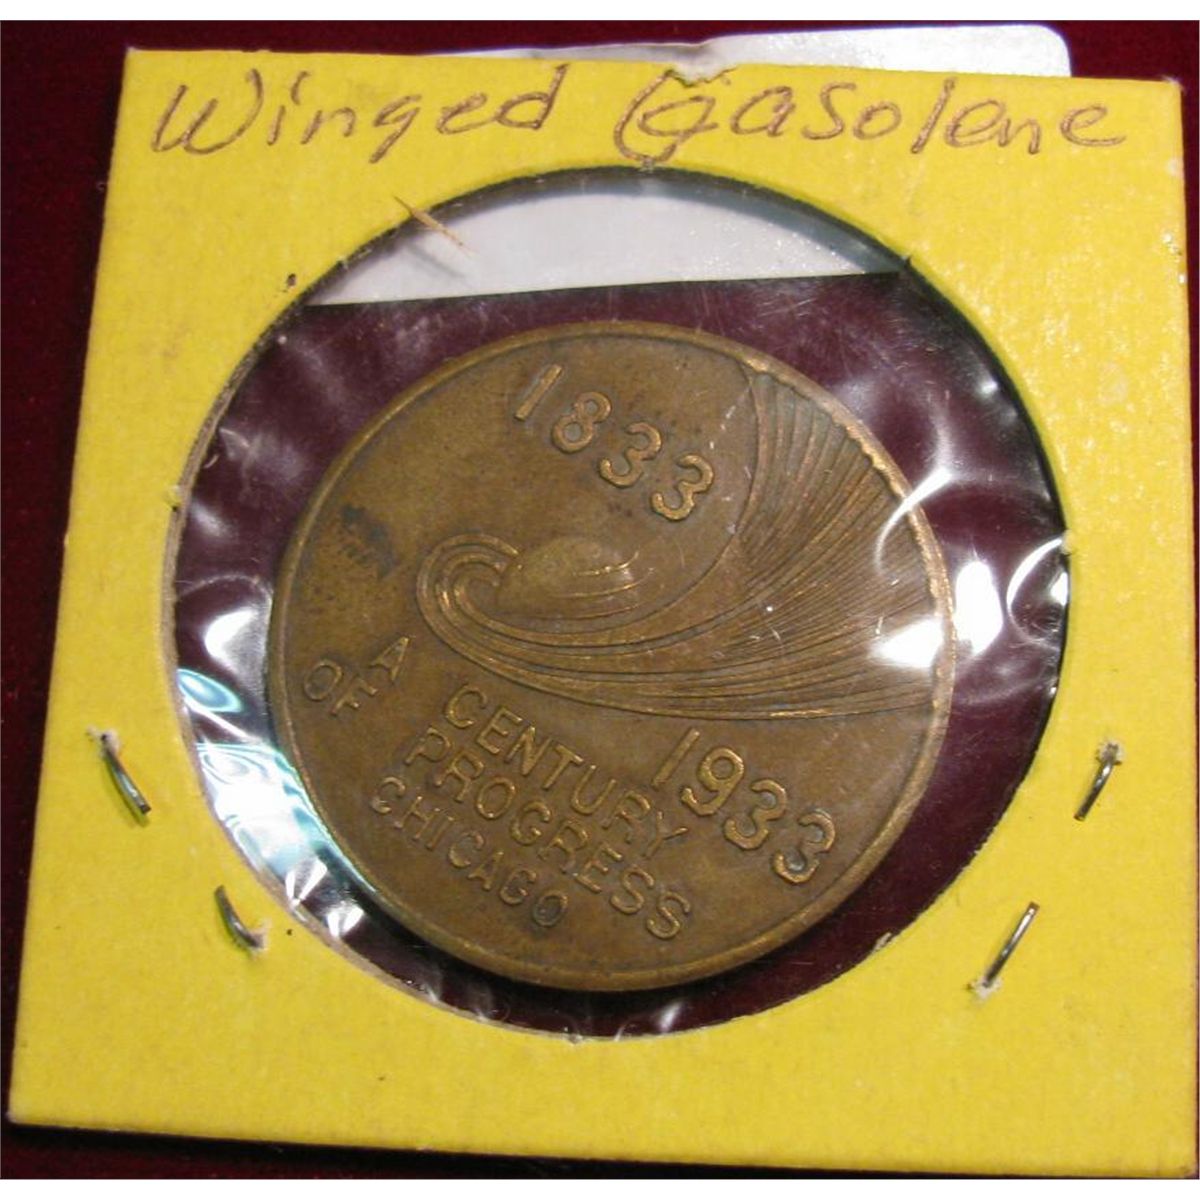 Winged Gasolene
1833
1933
A CENTURY
OF PROGRESS
CHICAGO